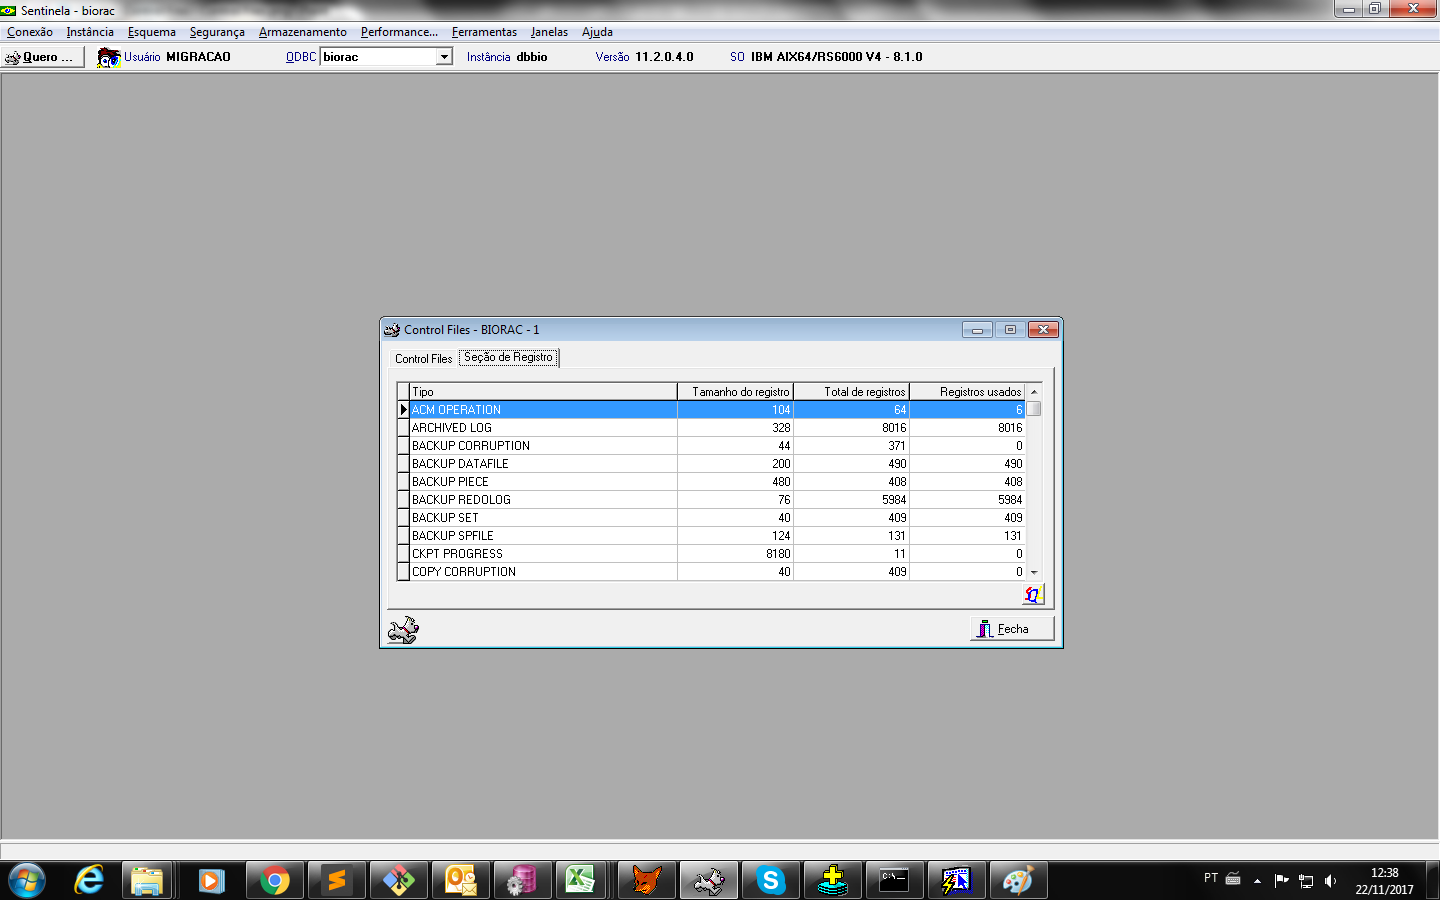 Sentinela - biorac
Conexão Instância Esquema Segurança Armazenamento Performance... Ferramentas Janelas Ajuda
Quero ... Usuário MIGRACAO ODBC biorac Instância dbbio Versão 11.2.0.4.0 SO IBM AIX64/RS6000 V4 - 8.1.0
Control Files - BIORAC - 1
Control Files Seção de Registro
Tipo Tamanho do registro Total de registros Registros usados
ACM OPERATION 104 64 6
ARCHIVED LOG 328 8016 8016
BACKUP CORRUPTION 44 371 0
BACKUP DATAFILE 200 490 490
BACKUP PIECE 480 408 408
BACKUP REDOLOG 76 5984 5984
BACKUP SET 40 409 409
BACKUP SPFILE 124 131 131
CKPT PROGRESS 8180 11 0
COPY CORRUPTION 40 409 0
Fecha
C:\_
PT
12:38
22/11/2017